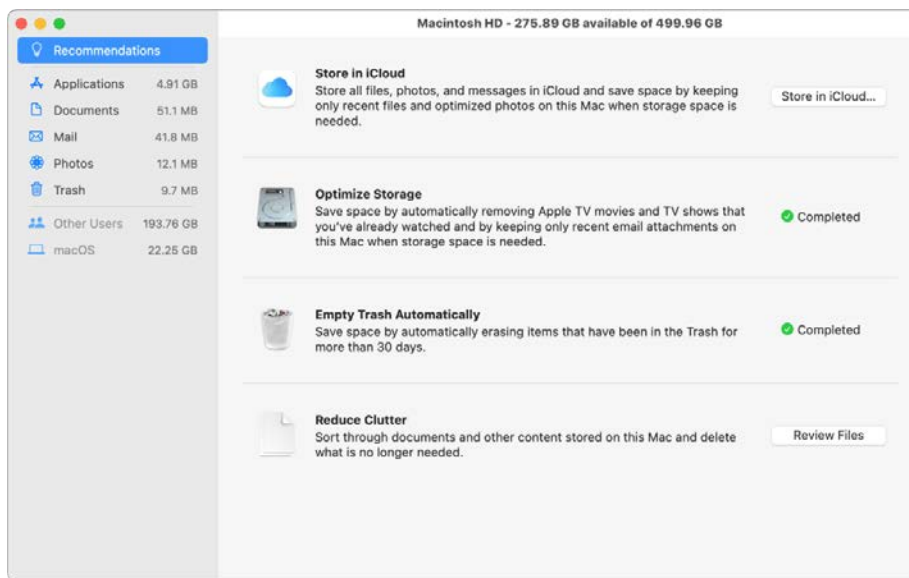 Macintosh HD - 275.89 GB available of 499.96 GB
Recommendations
Applications 4.91 GB
Documents 51.1 MB
Mail 41.8 MB
Photos 12.1 MB
Trash 9.7 MB
Other Users 193.76 GB
macOS 22.25 GB
Store in iCloud
Store all files, photos, and messages in iCloud and save space by keeping
only recent files and optimized photos on this Mac when storage space is
needed.
Store in iCloud...
Optimize Storage
Save space by automatically removing Apple TV movies and TV shows that
you've already watched and by keeping only recent email attachments on
this Mac when storage space is needed.
Completed
Empty Trash Automatically
Save space by automatically erasing items that have been in the Trash for
more than 30 days.
Completed
Reduce Clutter
Sort through documents and other content stored on this Mac and delete
what is no longer needed.
Review Files